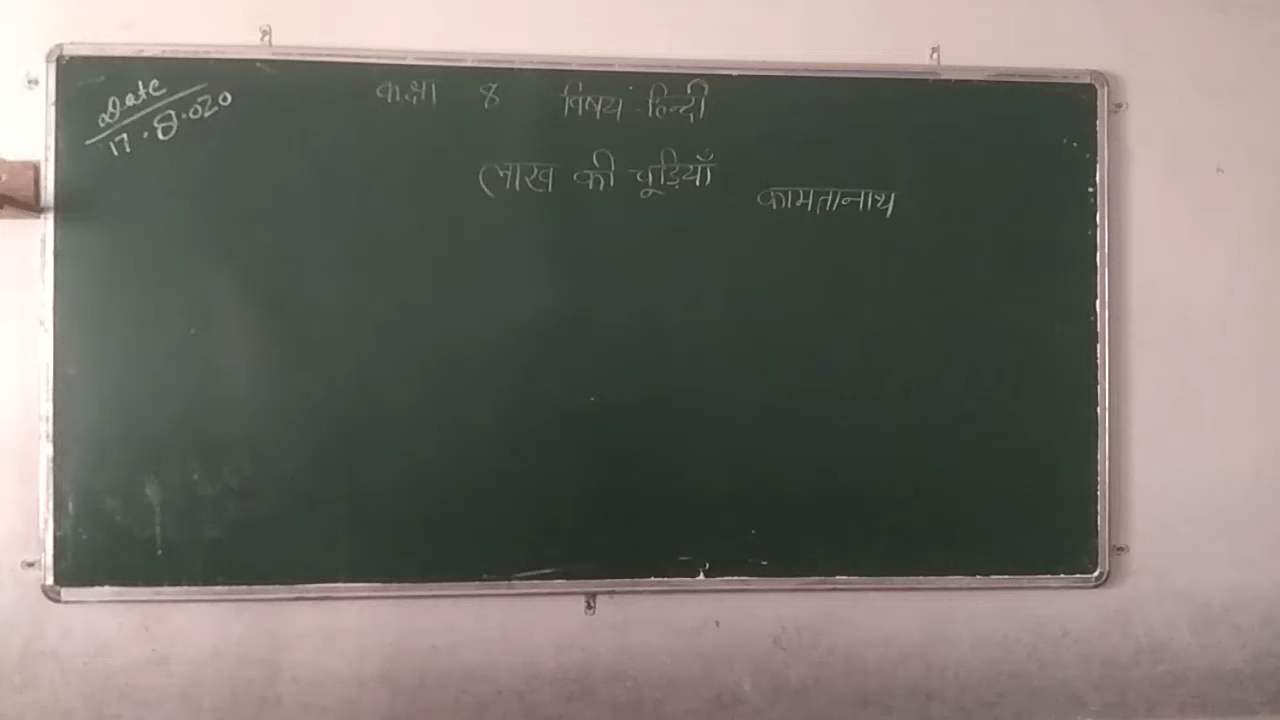 Date
17.8.020
कक्षा 8 विषय -हिन्दी
लाख की चूड़ियाँ
कामतानाथ